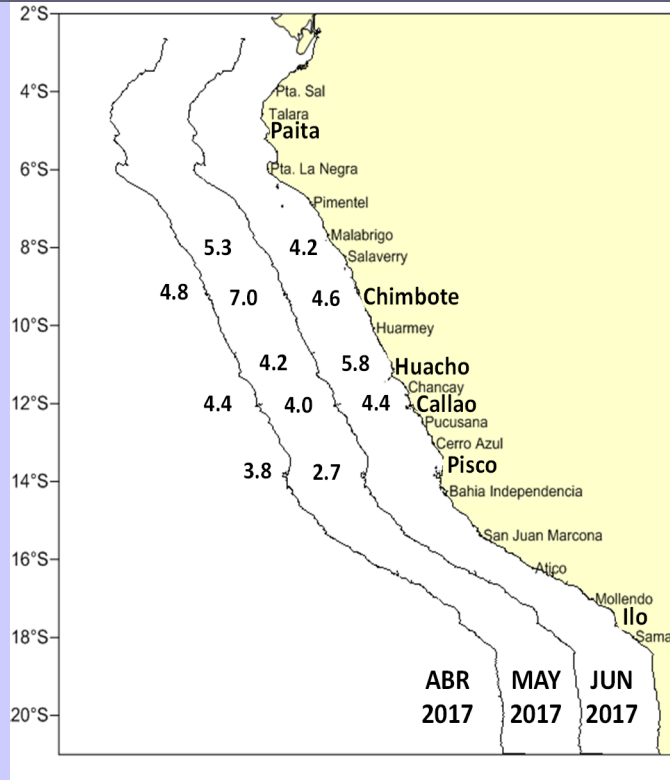 2°S
4°S
Pta. Sal
Talara
Paita
6°S
Pta. La Negra
Pimentel
Malabrigo
8°S
5.3
4.2
Salaverry
4.8
7.0
4.6
Chimbote
10°S
Huarmey
4.2
5.8
Huacho
Chancay
12°S
4.4
4.0
4.4
Callao
Pucusana
Cerro Azul
Pisco
3.8
2.7
14°S
Bahia Independencia
San Juan Marcona
16°S
Atico
Mollendo
Ilo
18°S
Sama
ABR
2017
MAY
2017
JUN
2017
20°S